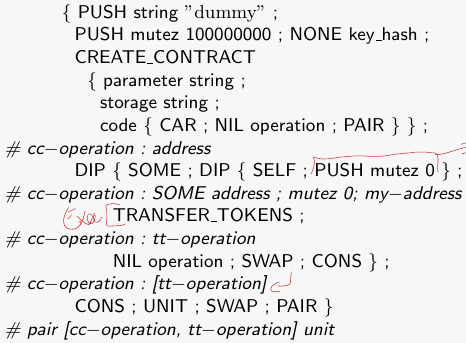 { PUSH string "dummy" ;
PUSH mutez 100000000 ; NONE key_hash ;
CREATE_CONTRACT
{ parameter string ;
storage string ;
code { CAR ; NIL operation ; PAIR } } ;
# cc-operation : address
DIP { SOME ; DIP { SELF ; PUSH mutez 0 } ;
# cc-operation : SOME address ; mutez 0; my-address
TRANSFER_TOKENS ;
# cc-operation : tt-operation
NIL operation ; SWAP ; CONS } ;
# cc-operation : [tt-operation]
CONS ; UNIT ; SWAP ; PAIR }
# pair [cc-operation, tt-operation] unit